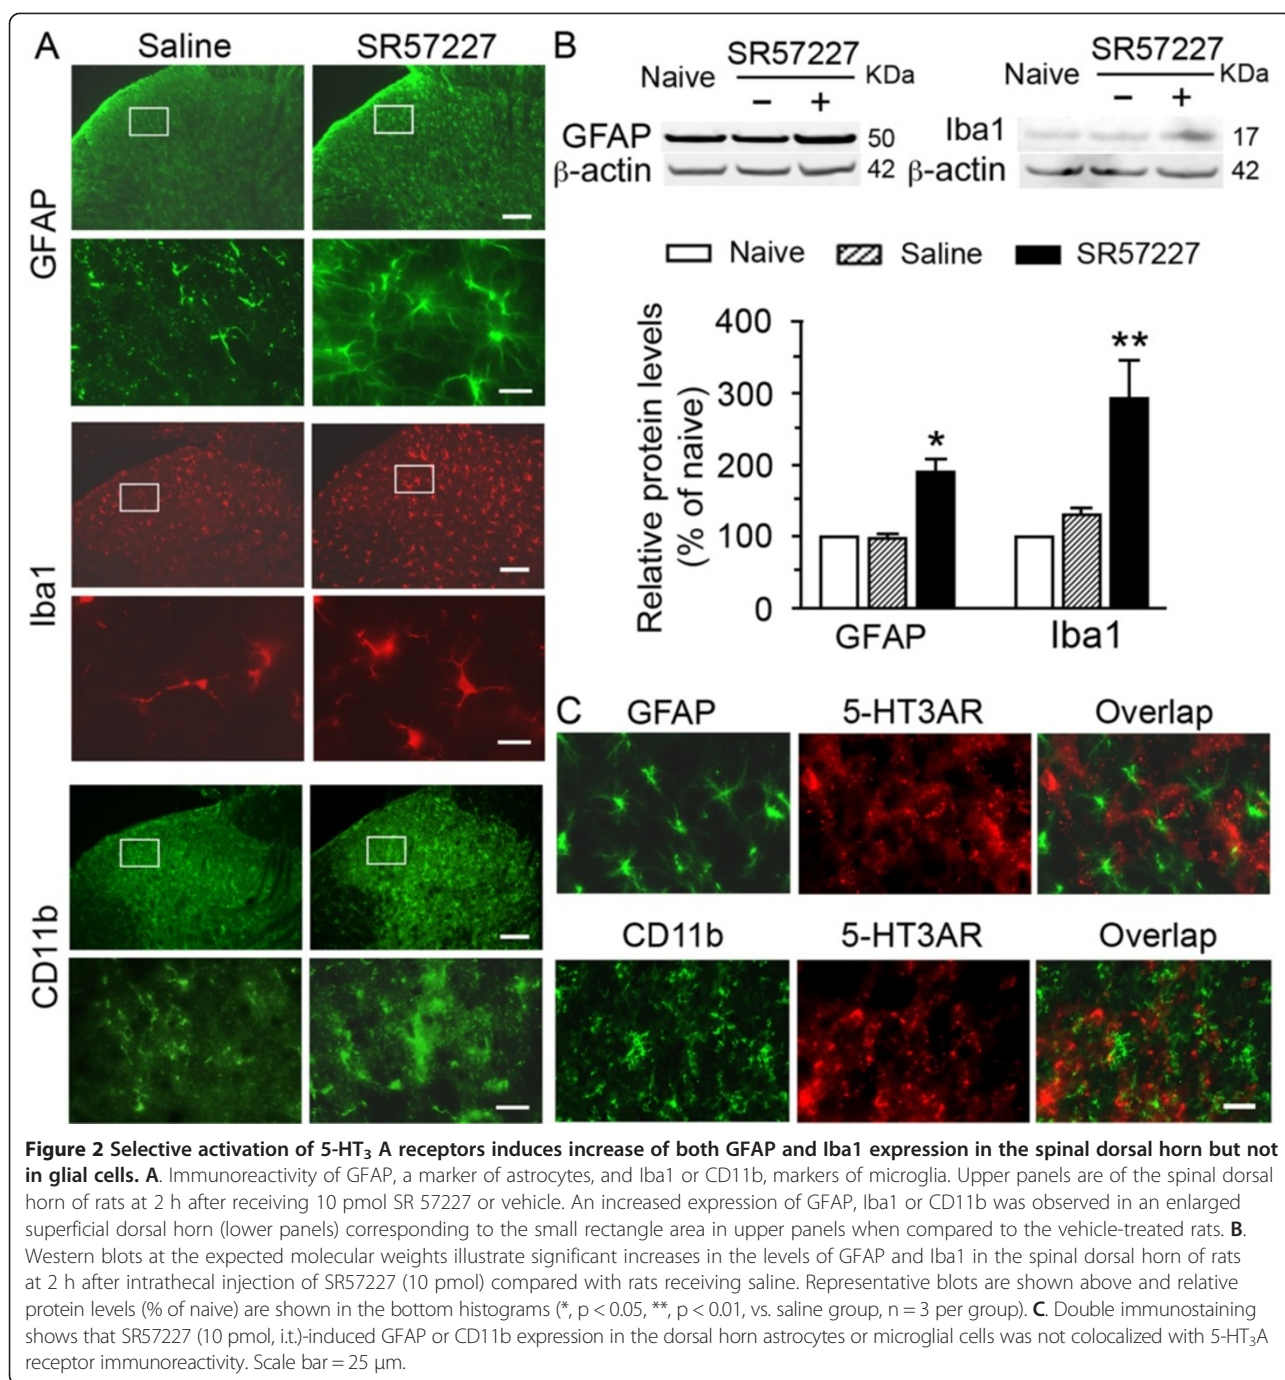 A
Saline
SR57227
GFAP
Iba1
CD11b
B
SR57227
Naive
KDa
− +
GFAP
50
β-actin
42
SR57227
Naive
KDa
− +
Iba1
17
β-actin
42
Naive Saline SR57227
Relative protein levels
(% of naive)
400
300
200
100
0
*
**
GFAP
Iba1
C
GFAP
5-HT3AR
Overlap
CD11b
5-HT3AR
Overlap
Figure 2 Selective activation of 5-HT₃ A receptors induces increase of both GFAP and Iba1 expression in the spinal dorsal horn but not
in glial cells. A. Immunoreactivity of GFAP, a marker of astrocytes, and Iba1 or CD11b, markers of microglia. Upper panels are of the spinal dorsal
horn of rats at 2 h after receiving 10 pmol SR 57227 or vehicle. An increased expression of GFAP, Iba1 or CD11b was observed in an enlarged
superficial dorsal horn (lower panels) corresponding to the small rectangle area in upper panels when compared to the vehicle-treated rats. B.
Western blots at the expected molecular weights illustrate significant increases in the levels of GFAP and Iba1 in the spinal dorsal horn of rats
at 2 h after intrathecal injection of SR57227 (10 pmol) compared with rats receiving saline. Representative blots are shown above and relative
protein levels (% of naive) are shown in the bottom histograms (*, p < 0.05, **, p < 0.01, vs. saline group, n = 3 per group). C. Double immunostaining
shows that SR57227 (10 pmol, i.t.)-induced GFAP or CD11b expression in the dorsal horn astrocytes or microglial cells was not colocalized with 5-HT₃A
receptor immunoreactivity. Scale bar = 25 μm.